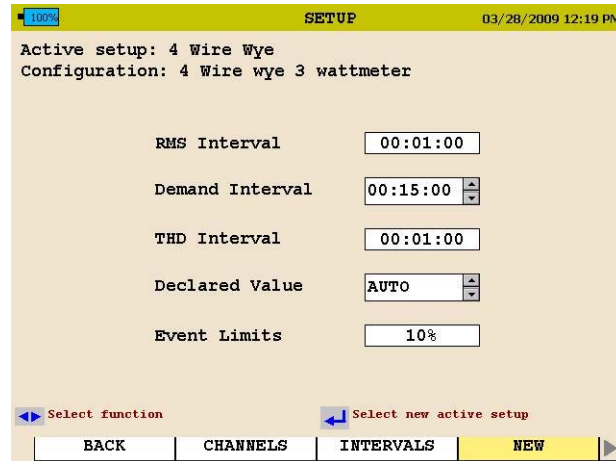 100% SETUP 03/28/2009 12:19 PM
Active setup: 4 Wire Wye
Configuration: 4 Wire wye 3 wattmeter
RMS Interval 00:01:00
Demand Interval 00:15:00
THD Interval 00:01:00
Declared Value AUTO
Event Limits 10%
Select function Select new active setup
BACK CHANNELS INTERVALS NEW